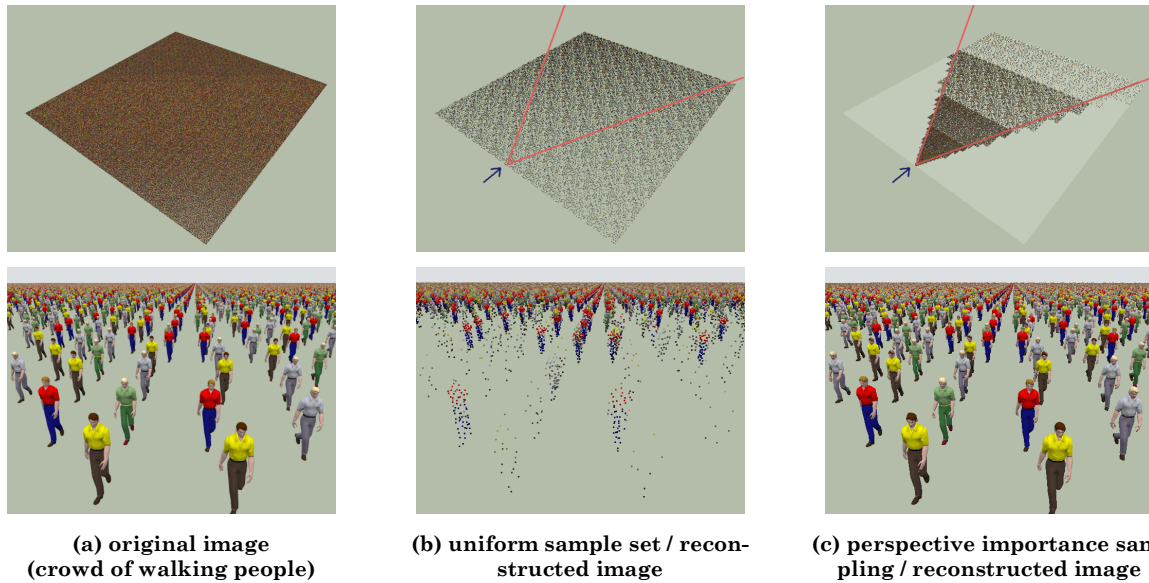 (a) original image
(crowd of walking people)
(b) uniform sample set / recon-
structed image
(c) perspective importance sam
pling / reconstructed image